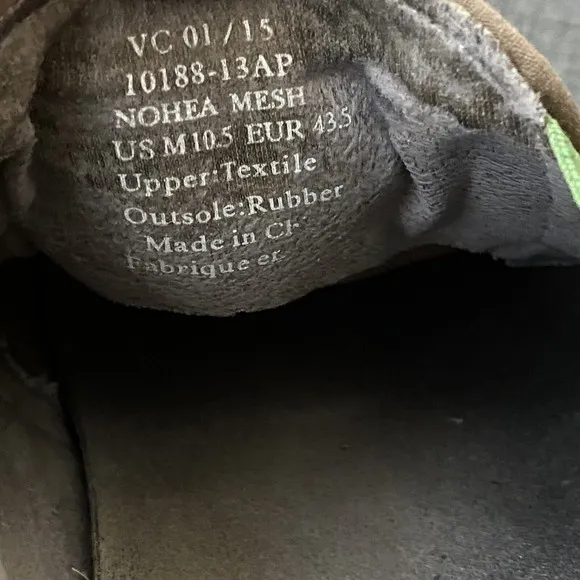 VC 01/15
10188-13AP
NOHEA MESH
US M10.5 EUR 43.5
Upper:Textile
Outsole:Rubber
Made in
Fabrique